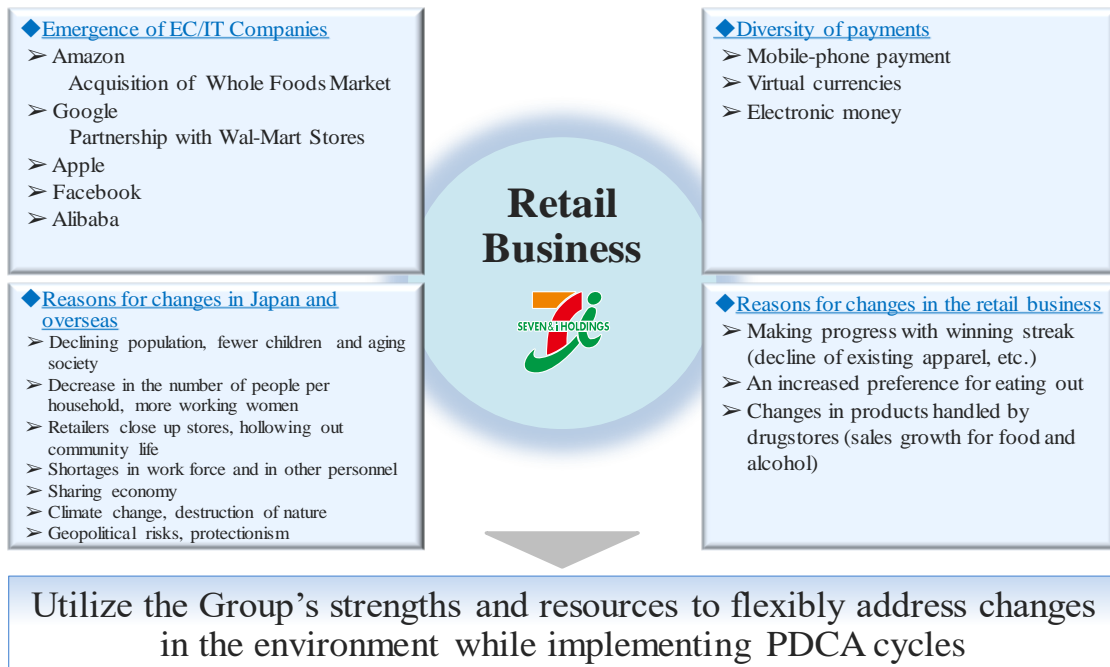 ◆Emergence of EC/IT Companies
➢ Amazon
Acquisition of Whole Foods Market
➢ Google
Partnership with Wal-Mart Stores
➢ Apple
➢ Facebook
➢ Alibaba
◆Diversity of payments
➢ Mobile-phone payment
➢ Virtual currencies
➢ Electronic money
Retail
Business
SEVEN & i HOLDINGS
◆Reasons for changes in Japan and
overseas
➢ Declining population, fewer children and aging
society
➢ Decrease in the number of people per
household, more working women
➢ Retailers close up stores, hollowing out
community life
➢ Shortages in work force and in other personnel
➢ Sharing economy
➢ Climate change, destruction of nature
➢ Geopolitical risks, protectionism
◆Reasons for changes in the retail business
➢ Making progress with winning streak
(decline of existing apparel, etc.)
➢ An increased preference for eating out
➢ Changes in products handled by
drugstores (sales growth for food and
alcohol)
Utilize the Group's strengths and resources to flexibly address changes
in the environment while implementing PDCA cycles